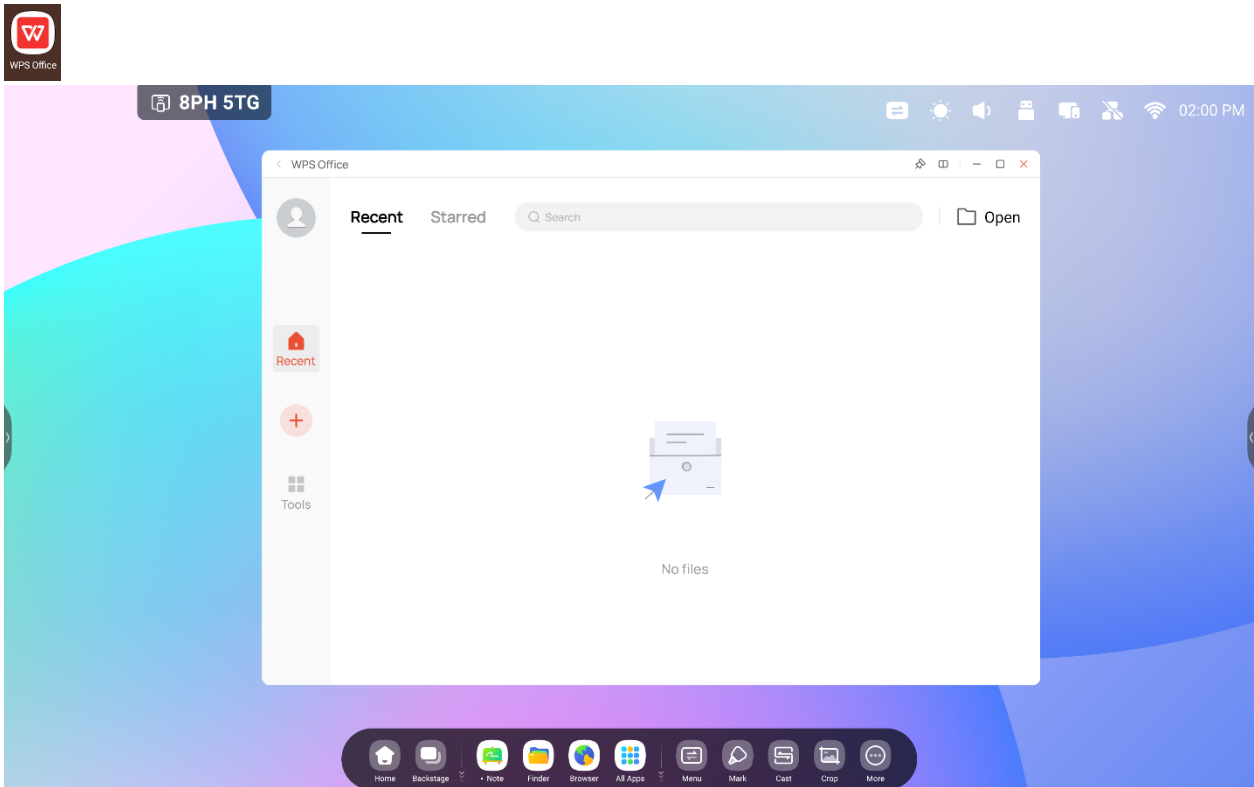 WPS Office
8PH 5TG
02:00 PM
WPS Office
Recent Starred Search Open
Recent
Tools
No files
Home Backstage • Note Finder Browser All Apps Menu Mark Cast Crop More